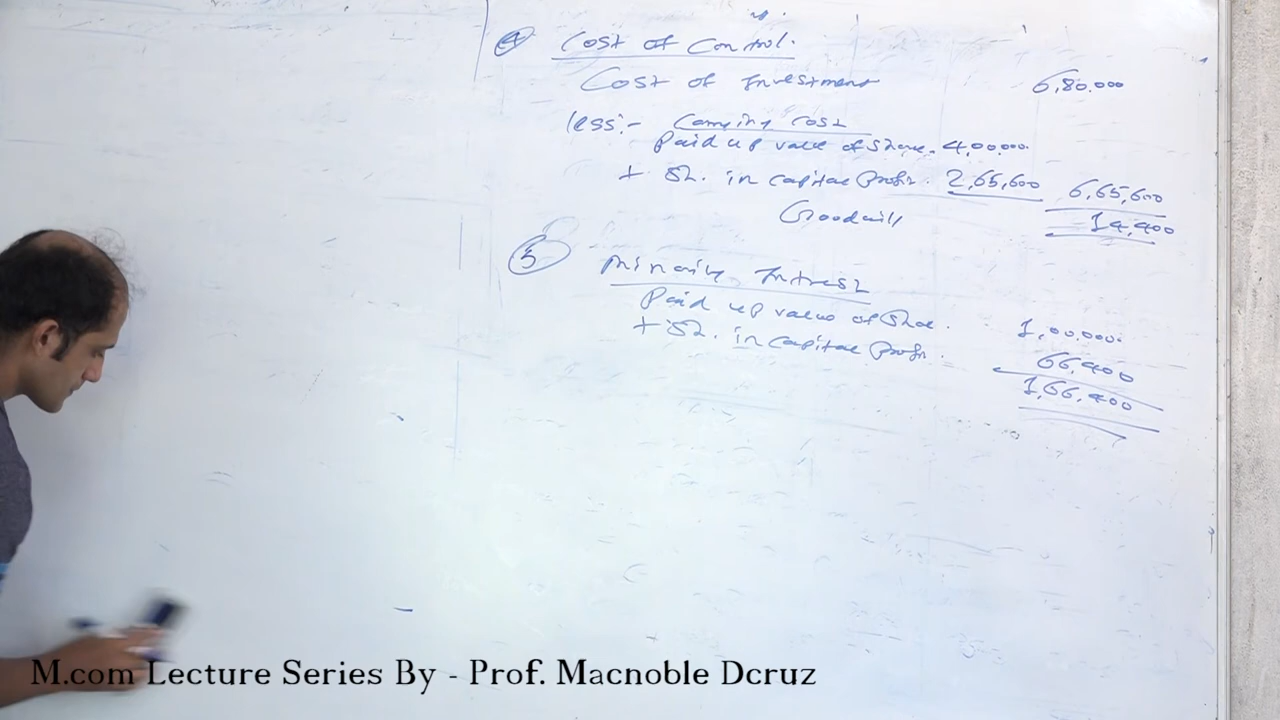 4 Cost of Control.
Cost of Investment 6,80,000
less:- Carrying cost
Paid up value of Share. 4,00,000.
+ Sh. in capital Profit. 2,65,600 6,65,600
Goodwill 14,400
5 Minority Intrest
Paid up value of Share. 1,00,000.
+ Sh. in capital Profit. 66,400
1,66,400
M.com Lecture Series By - Prof. Macnoble Dcruz